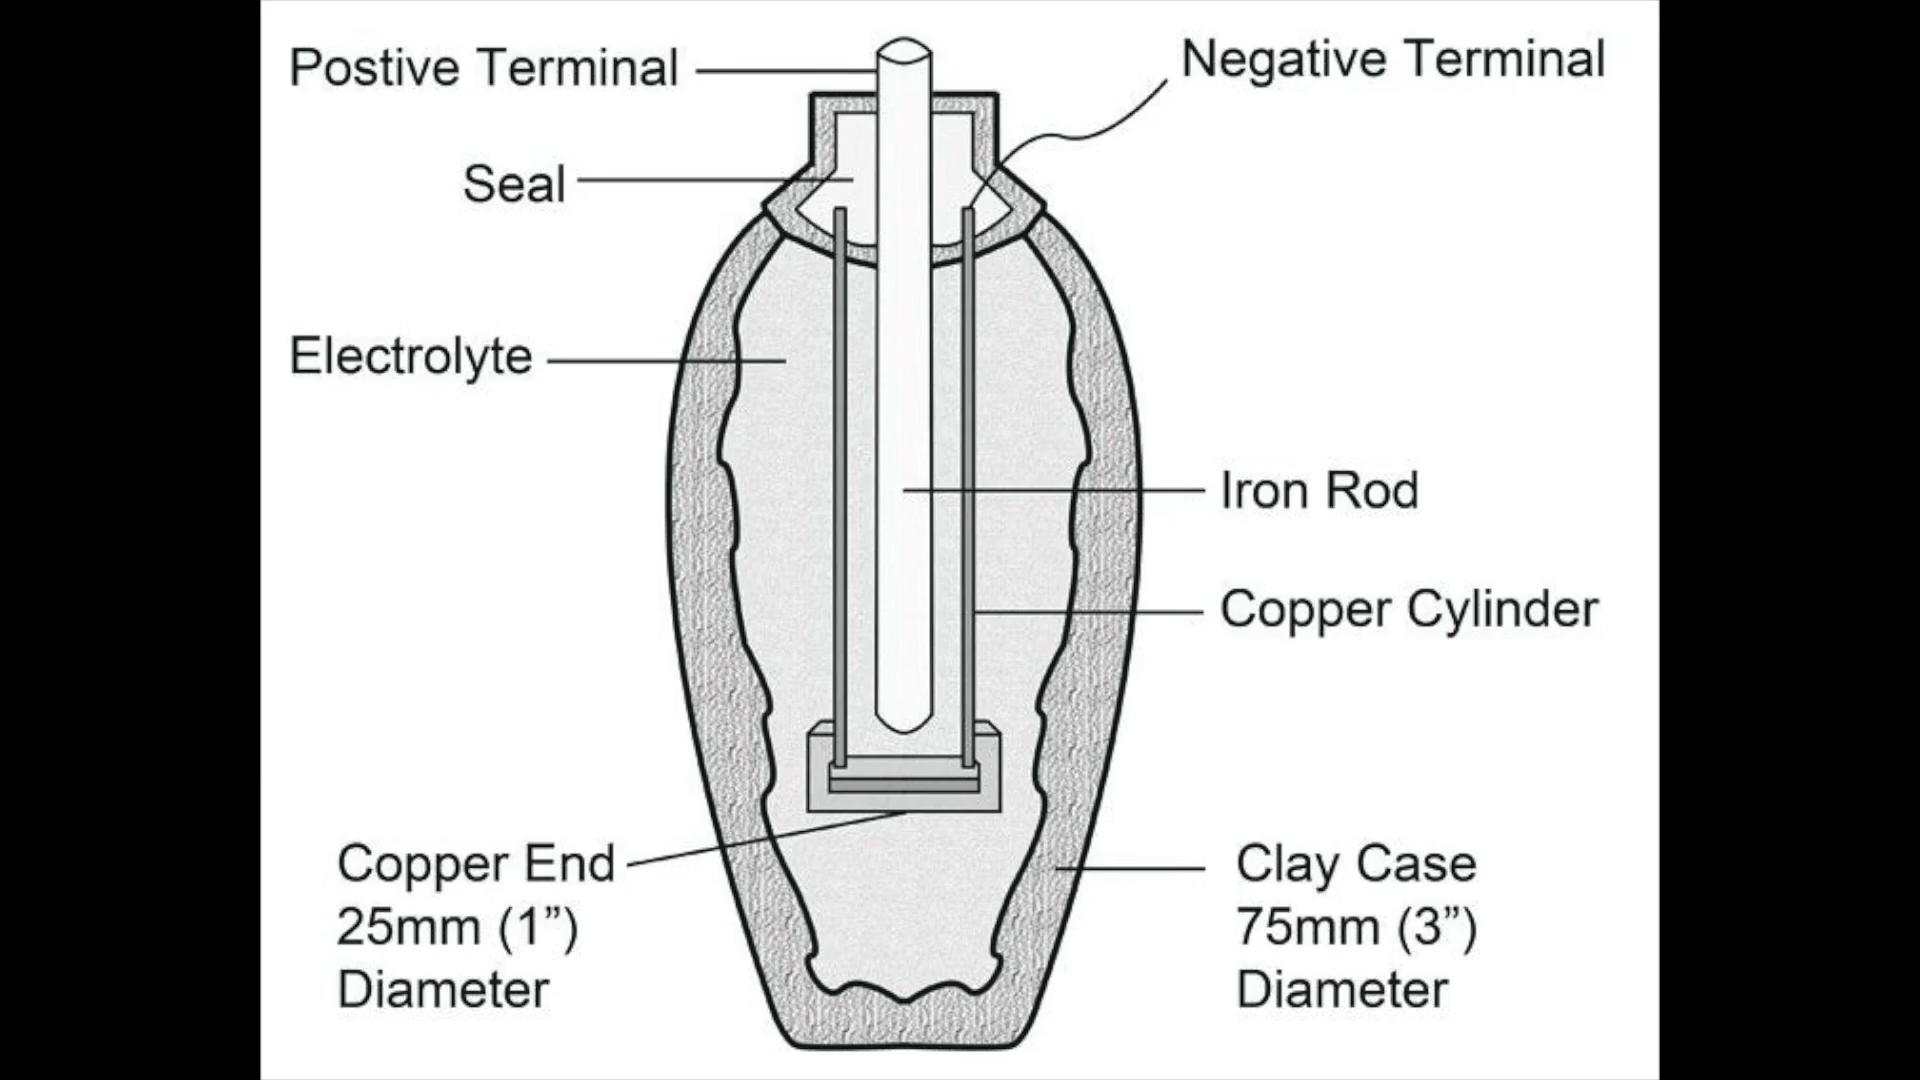 Postive Terminal
Negative Terminal
Seal
Electrolyte
Iron Rod
Copper Cylinder
Copper End
25mm (1”)
Diameter
Clay Case
75mm (3”)
Diameter